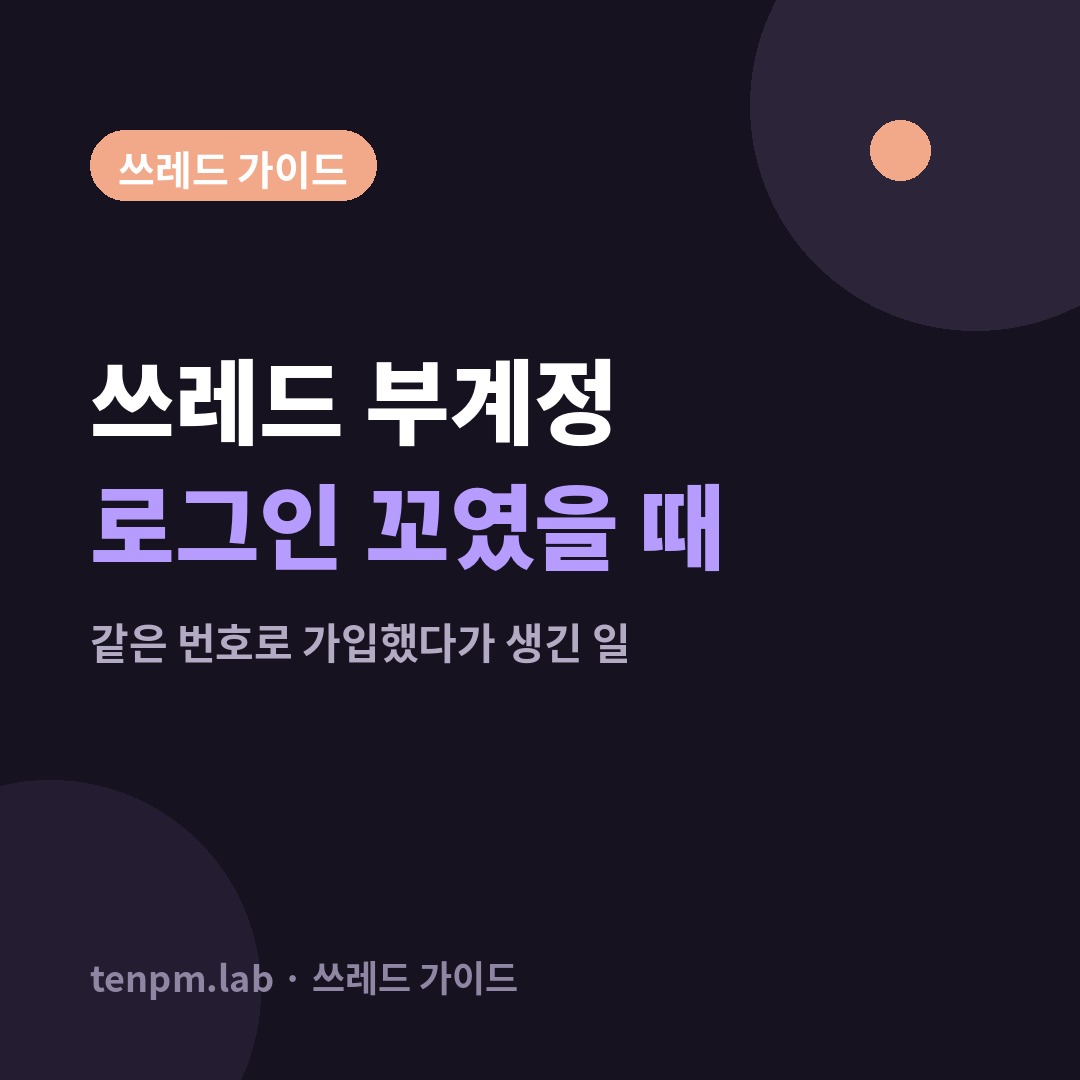 쓰레드 가이드
쓰레드 부계정
로그인 꼬였을 때
같은 번호로 가입했다가 생긴 일
tenpm.lab · 쓰레드 가이드